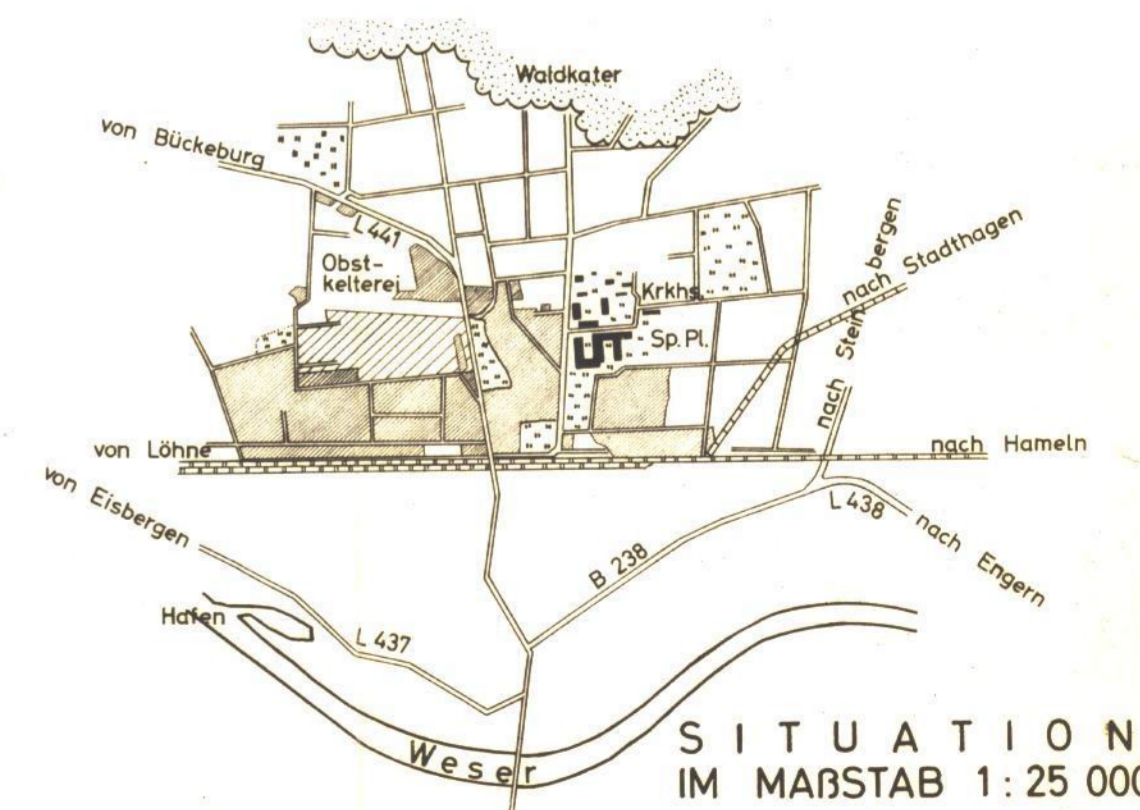 Waldkater
von Bückeburg
L 441
Obst-
kelterei
Krkhs.
Sp. Pl.
nach Steinbergen
nach Stadthagen
von Löhne
nach Hameln
von Eisbergen
L 438
nach Engern
B 238
Hafen
L 437
Weser
SITUATION
IM MAßSTAB 1:25 000